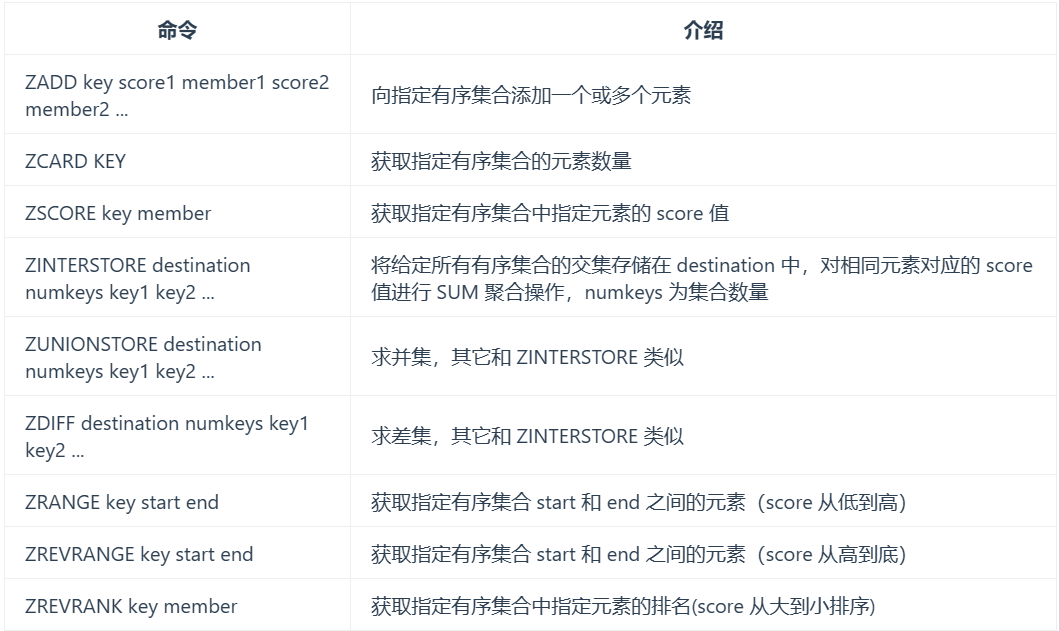 命令
介绍
ZADD key score1 member1 score2
member2 ...
向指定有序集合添加一个或多个元素
ZCARD KEY
获取指定有序集合的元素数量
ZSCORE key member
获取指定有序集合中指定元素的 score 值
ZINTERSTORE destination
numkeys key1 key2 ...
将给定所有有序集合的交集存储在 destination 中，对相同元素对应的 score
值进行 SUM 聚合操作，numkeys 为集合数量
ZUNIONSTORE destination
numkeys key1 key2 ...
求并集，其它和 ZINTERSTORE 类似
ZDIFF destination numkeys key1
key2 ...
求差集，其它和 ZINTERSTORE 类似
ZRANGE key start end
获取指定有序集合 start 和 end 之间的元素（score 从低到高）
ZREVRANGE key start end
获取指定有序集合 start 和 end 之间的元素（score 从高到底）
ZREVRANK key member
获取指定有序集合中指定元素的排名(score 从大到小排序)